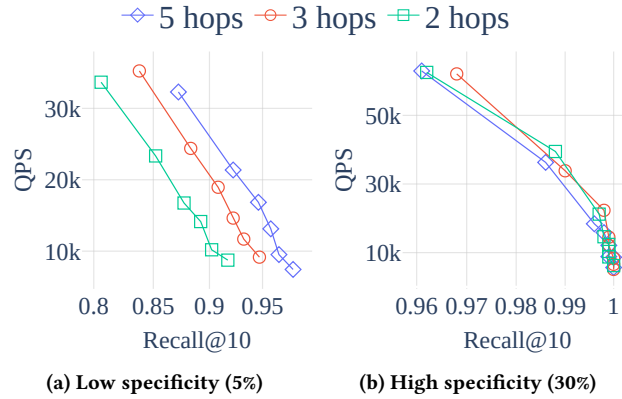 5 hops 3 hops 2 hops
30k
20k
10k
QPS
0.8 0.85 0.9 0.95
Recall@10
(a) Low specificity (5%)
50k
30k
10k
QPS
0.96 0.97 0.98 0.99 1
Recall@10
(b) High specificity (30%)